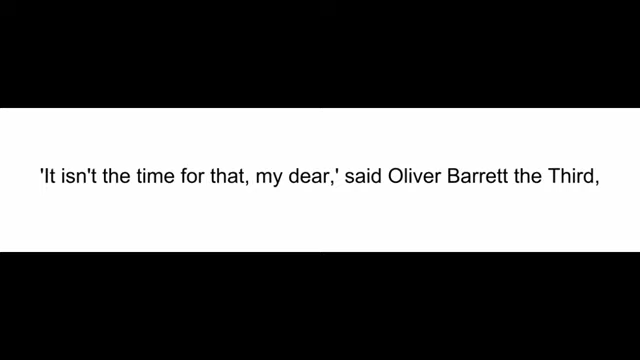 'It isn't the time for that, my dear,' said Oliver Barrett the Third,